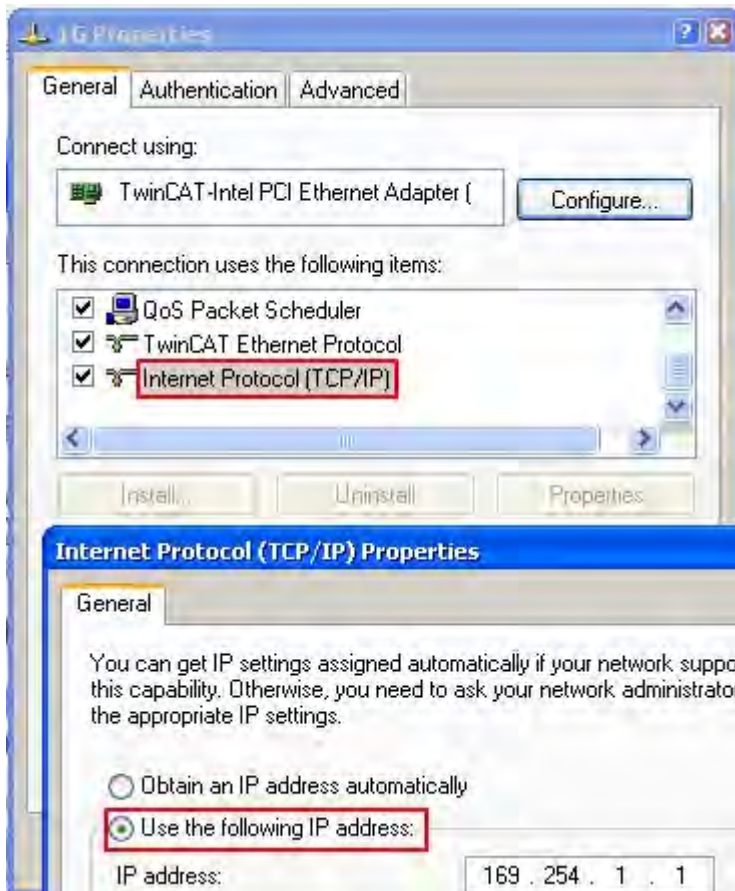 1G Properties
General Authentication Advanced
Connect using:
TwinCAT-Intel PCI Ethernet Adapter (
Configure...
This connection uses the following items:
QoS Packet Scheduler
TwinCAT Ethernet Protocol
Internet Protocol (TCP/IP)
Install... Uninstall Properties
Internet Protocol (TCP/IP) Properties
General
You can get IP settings assigned automatically if your network suppo
this capability. Otherwise, you need to ask your network administrato
the appropriate IP settings.
Obtain an IP address automatically
Use the following IP address:
IP address: 169 . 254 . 1 . 1